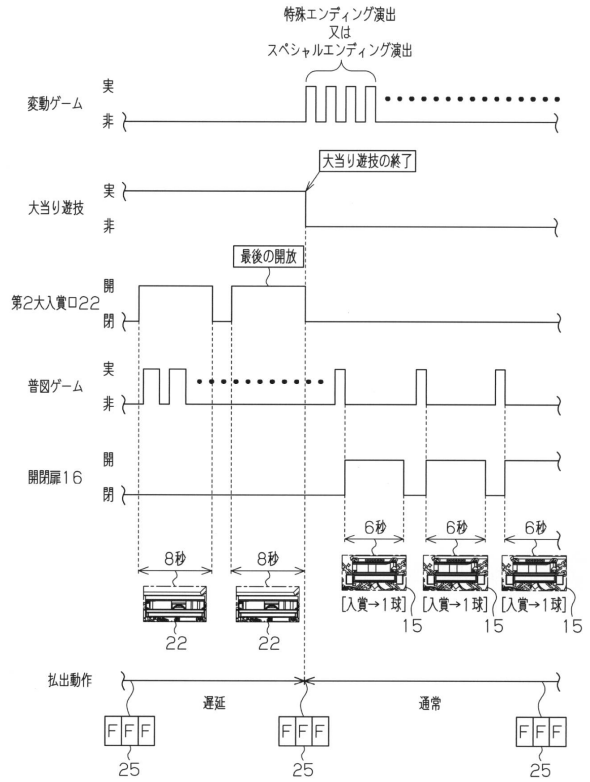 特殊エンディング演出
又は
スペシャルエンディング演出
変動ゲーム
実
非
大当り遊技の終了
大当り遊技
実
非
最後の開放
第2大入賞口22
開
閉
普図ゲーム
実
非
開閉扉16
開
閉
8秒
8秒
6秒
6秒
6秒
22
22
15
15
15
[入賞→1球]
[入賞→1球]
[入賞→1球]
払出動作
遅延
通常
F F F
F F F
F F F
25
25
25